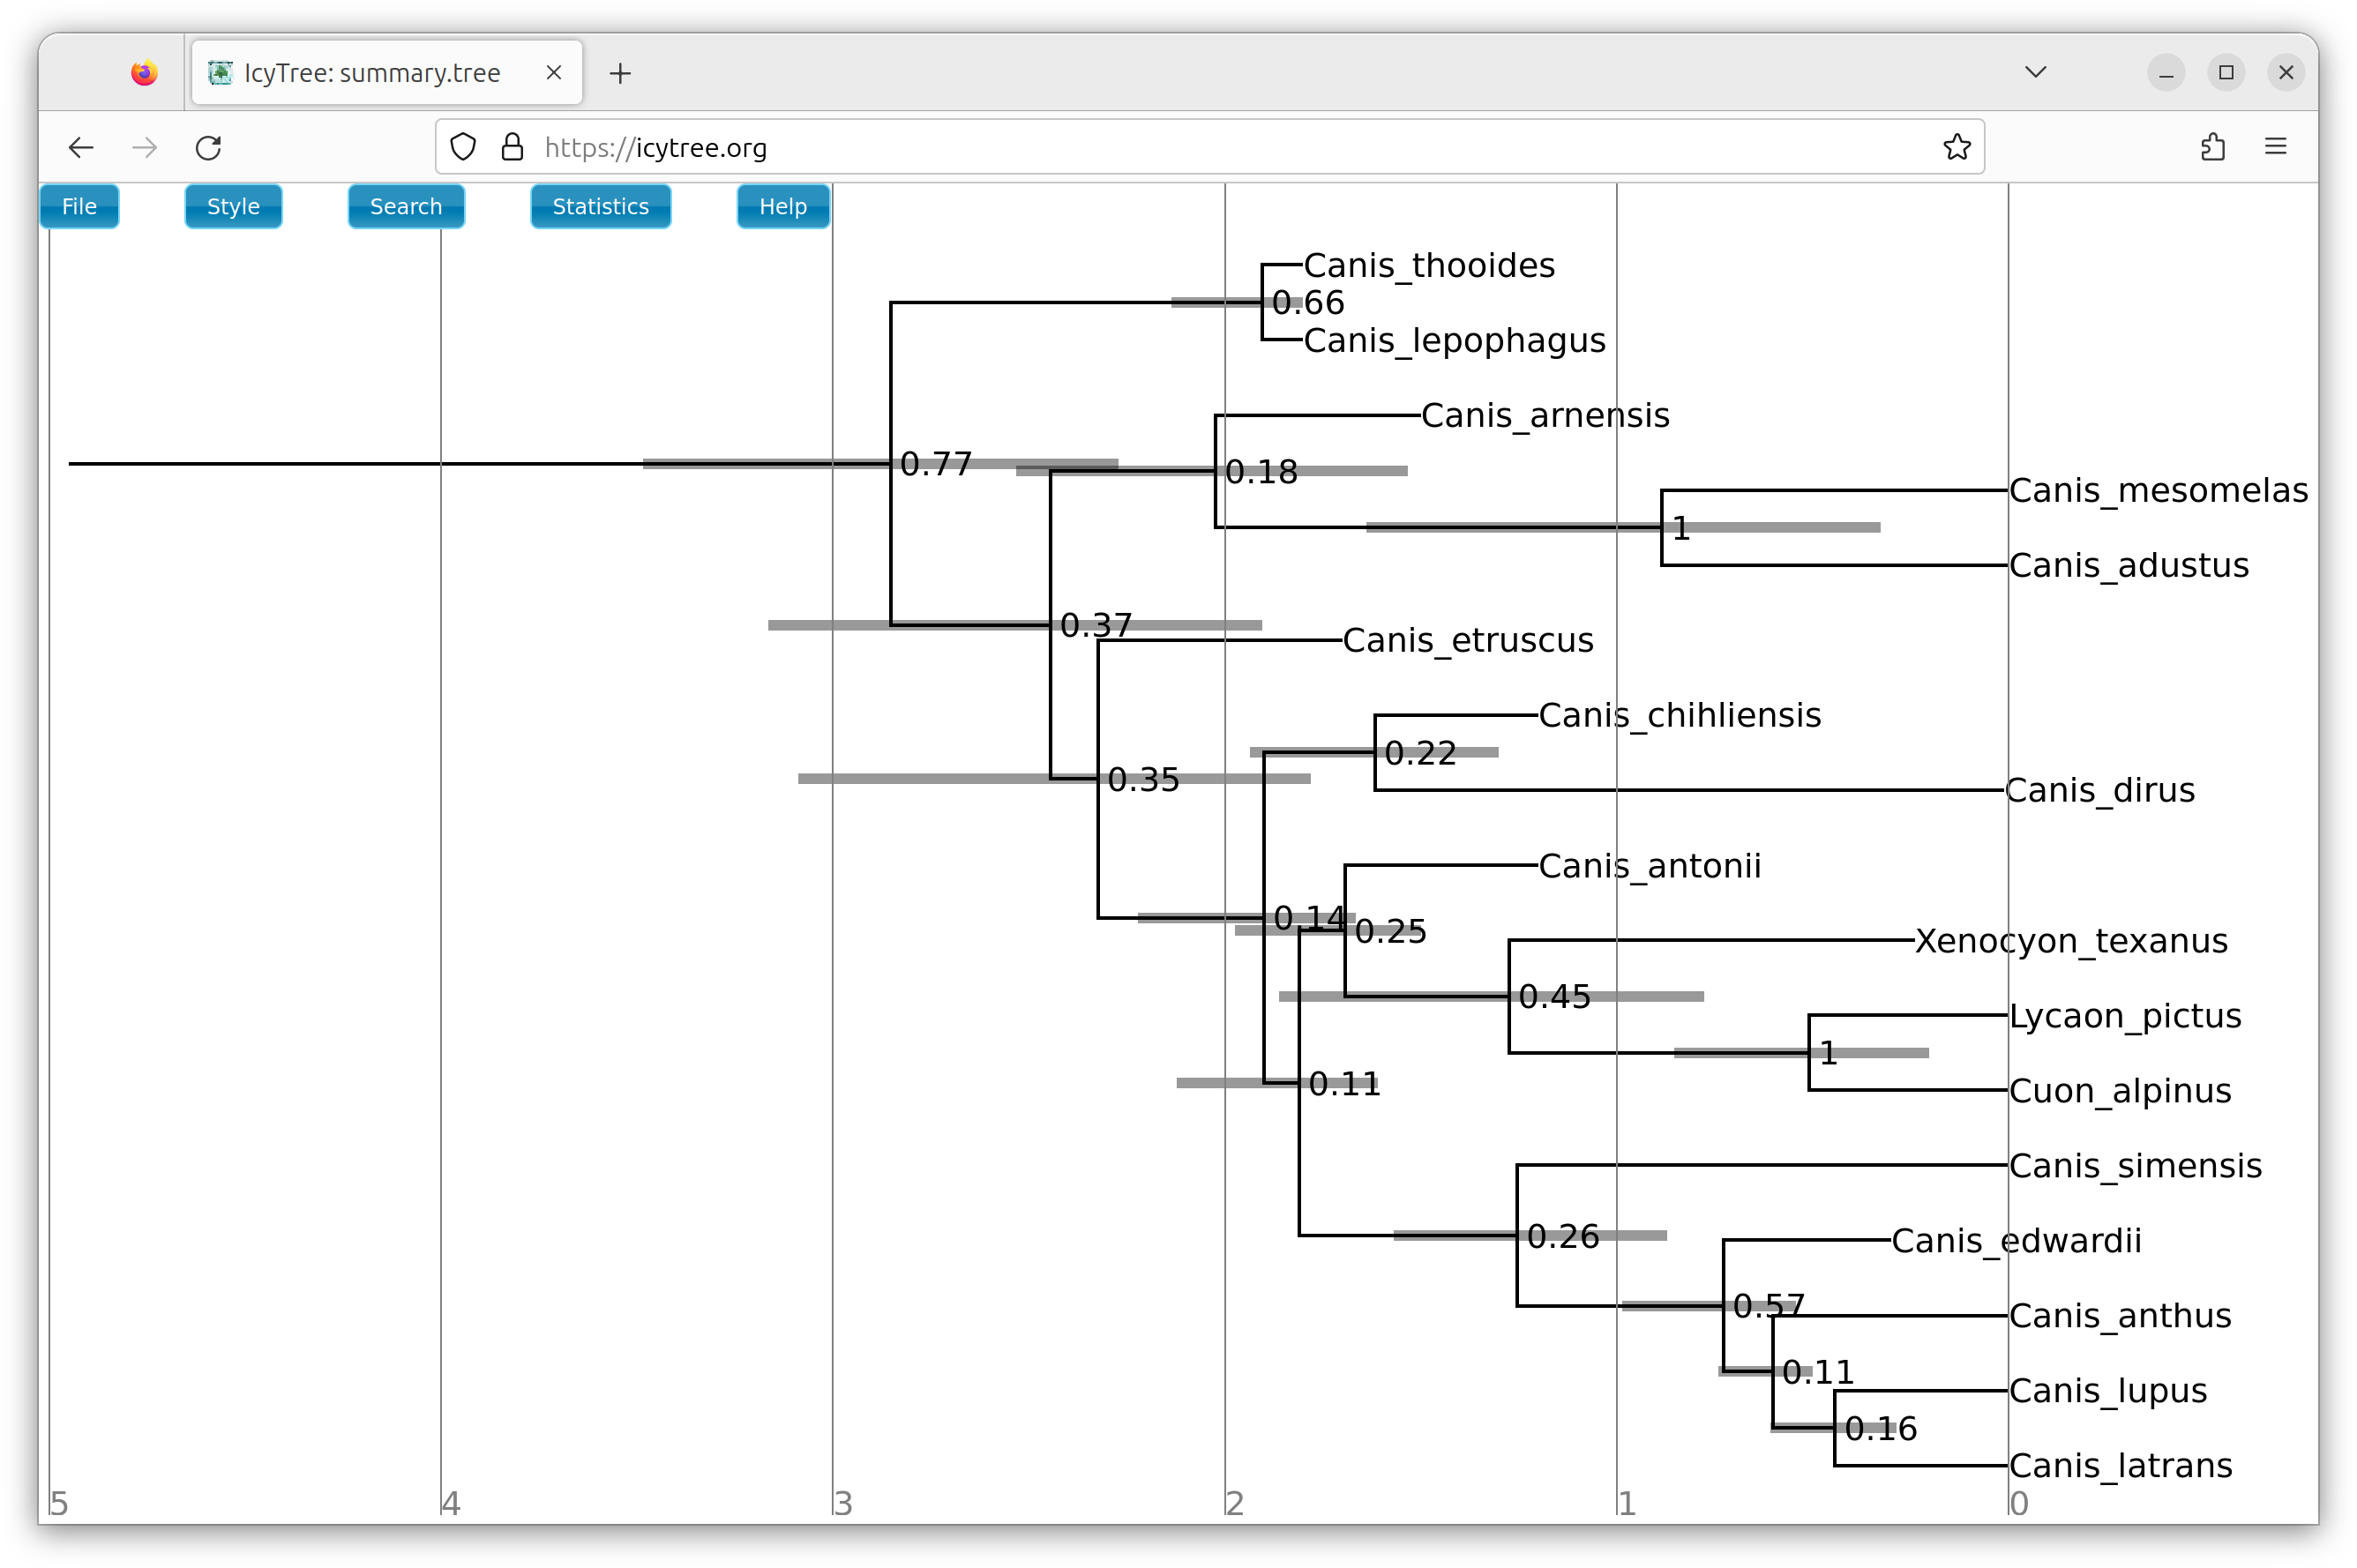 IcyTree: summary.tree
https://icytree.org
File Style Search Statistics Help
Canis_thooides
0.66
Canis_lepophagus
Canis_arnensis
0.77
0.18
Canis_mesomelas
1
Canis_adustus
0.37
Canis_etruscus
Canis_chihliensis
0.22
0.35
Canis_dirus
Canis_antonii
0.14
0.25
Xenocyon_texanus
0.45
Lycaon_pictus
1
0.11
Cuon_alpinus
Canis_simensis
0.26
Canis_edwardii
0.57
Canis_anthus
0.11
Canis_lupus
0.16
Canis_latrans
5 4 3 2 1 0